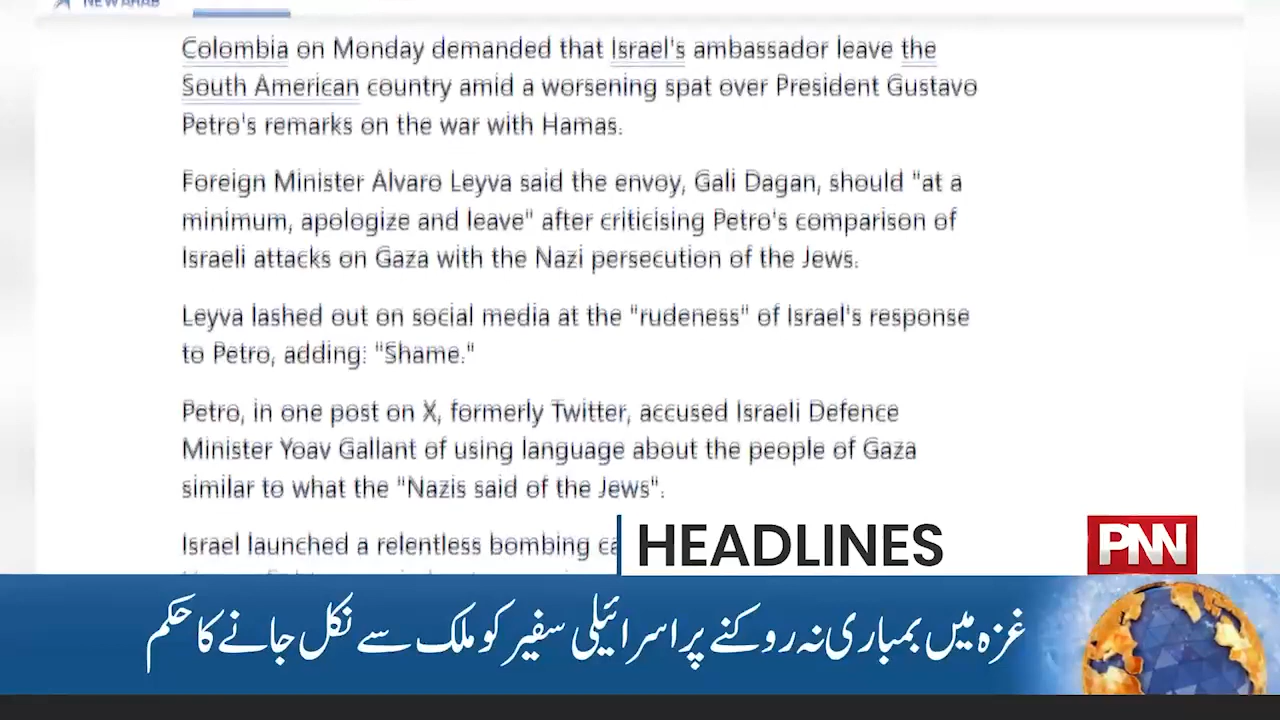 NEW ARAB
Colombia on Monday demanded that Israel's ambassador leave the
South American country amid a worsening spat over President Gustavo
Petro's remarks on the war with Hamas.
Foreign Minister Alvaro Leyva said the envoy, Gali Dagan, should "at a
minimum, apologize and leave" after criticising Petro's comparison of
Israeli attacks on Gaza with the Nazi persecution of the Jews.
Leyva lashed out on social media at the "rudeness" of Israel's response
to Petro, adding: "Shame."
Petro, in one post on X, formerly Twitter, accused Israeli Defence
Minister Yoav Gallant of using language about the people of Gaza
similar to what the "Nazis said of the Jews".
Israel launched a relentless bombing
HEADLINES
PNN
غزہ میں بمباری نہ روکنے پر اسرائیلی سفیر کو ملک سے نکل جانے کا حکم